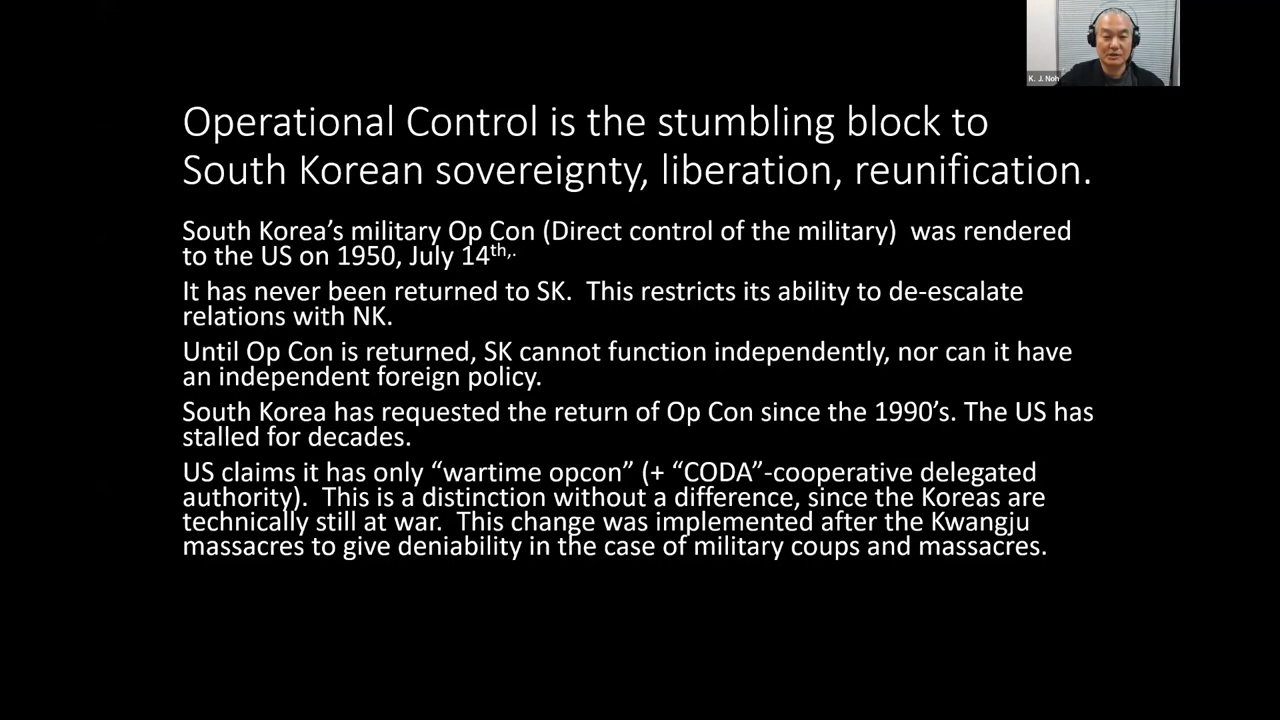 K. J. Noh
Operational Control is the stumbling block to
South Korean sovereignty, liberation, reunification.
South Korea’s military Op Con (Direct control of the military)  was rendered
to the US on 1950, July 14th,.
It has never been returned to SK.  This restricts its ability to de-escalate
relations with NK.
Until Op Con is returned, SK cannot function independently, nor can it have
an independent foreign policy.
South Korea has requested the return of Op Con since the 1990’s. The US has
stalled for decades.
US claims it has only “wartime opcon” (+ “CODA”-cooperative delegated
authority).  This is a distinction without a difference, since the Koreas are
technically still at war.  This change was implemented after the Kwangju
massacres to give deniability in the case of military coups and massacres.